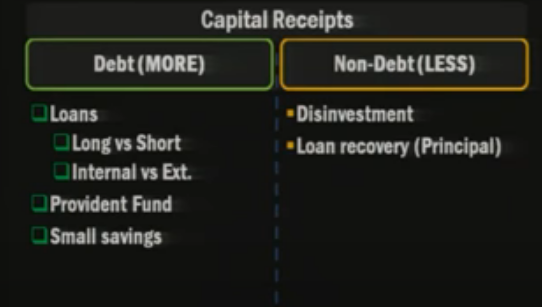 Capital Receipts
Debt (MORE)
Non-Debt (LESS)
Loans
Long vs Short
Internal vs Ext.
Provident Fund
Small savings
Disinvestment
Loan recovery (Principal)